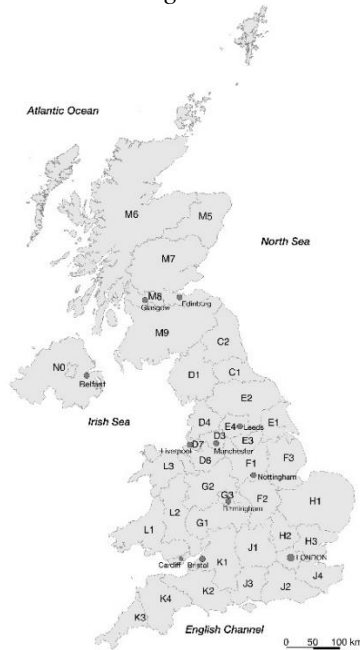 Atlantic Ocean
M6
M5
North Sea
M7
M8
Glasgow
Edinburg
M9
C2
N0
Belfast
D1
C1
E2
Irish Sea
D4
E4
Leeds
E1
D3
E3
D7
Liverpool
Manchester
L3
D6
F1
F3
Nottingham
G2
G3
F2
H1
Birmingham
L2
L1
G1
J1
H2
H3
Cardiff
Bristol
K1
LONDON
J4
K4
K2
J3
J2
K3
English Channel
0 50 100 km